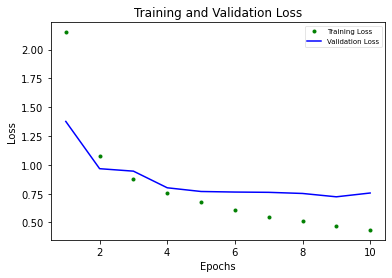 Training and Validation Loss
Training Loss
Validation Loss
2.00
1.75
1.50
1.25
1.00
0.75
0.50
Loss
2
4
6
8
10
Epochs